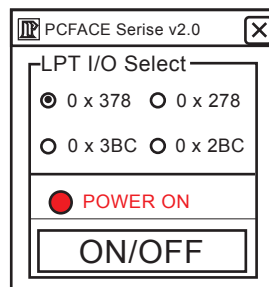 PCFACE Serise v2.0
LPT I/O Select
0 x 378 0 x 278
0 x 3BC 0 x 2BC
POWER ON
ON/OFF